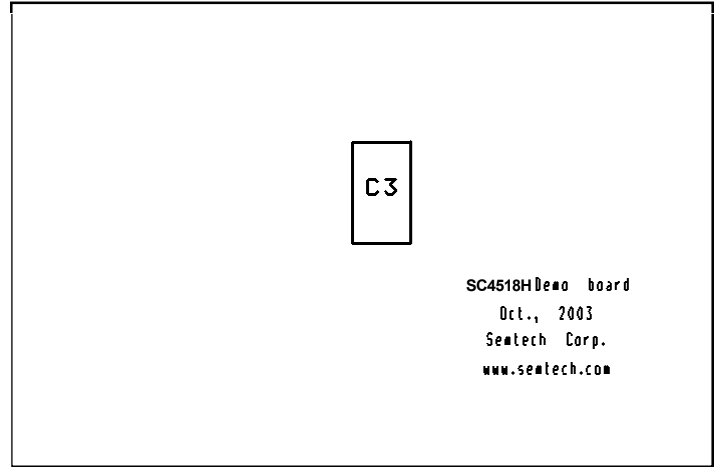 C3
SC4518H Demo board
Oct., 2003
Semtech Corp.
www.semtech.com